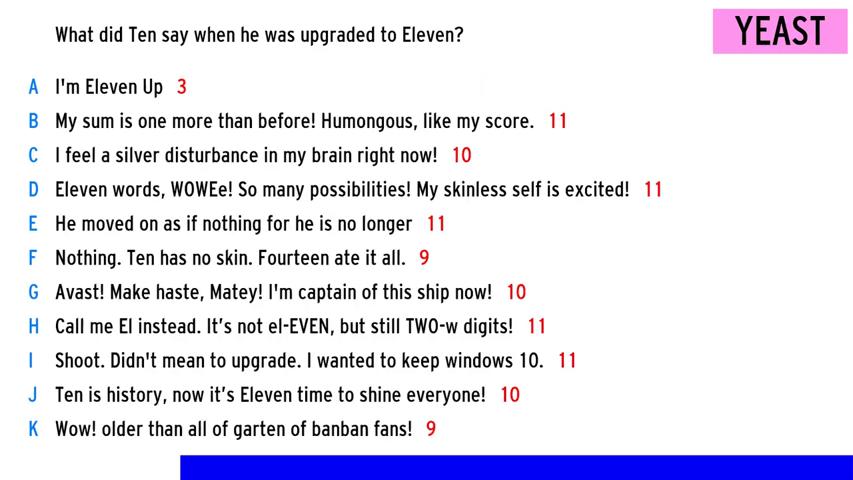 What did Ten say when he was upgraded to Eleven?
YEAST
A I'm Eleven Up 3
B My sum is one more than before! Humongous, like my score. 11
C I feel a silver disturbance in my brain right now! 10
D Eleven words, WOWEe! So many possibilities! My skinless self is excited! 11
E He moved on as if nothing for he is no longer 11
F Nothing. Ten has no skin. Fourteen ate it all. 9
G Avast! Make haste, Matey! I'm captain of this ship now! 10
H Call me El instead. It’s not el-EVEN, but still TWO-w digits! 11
I Shoot. Didn't mean to upgrade. I wanted to keep windows 10. 11
J Ten is history, now it’s Eleven time to shine everyone! 10
K Wow! older than all of garten of banban fans! 9